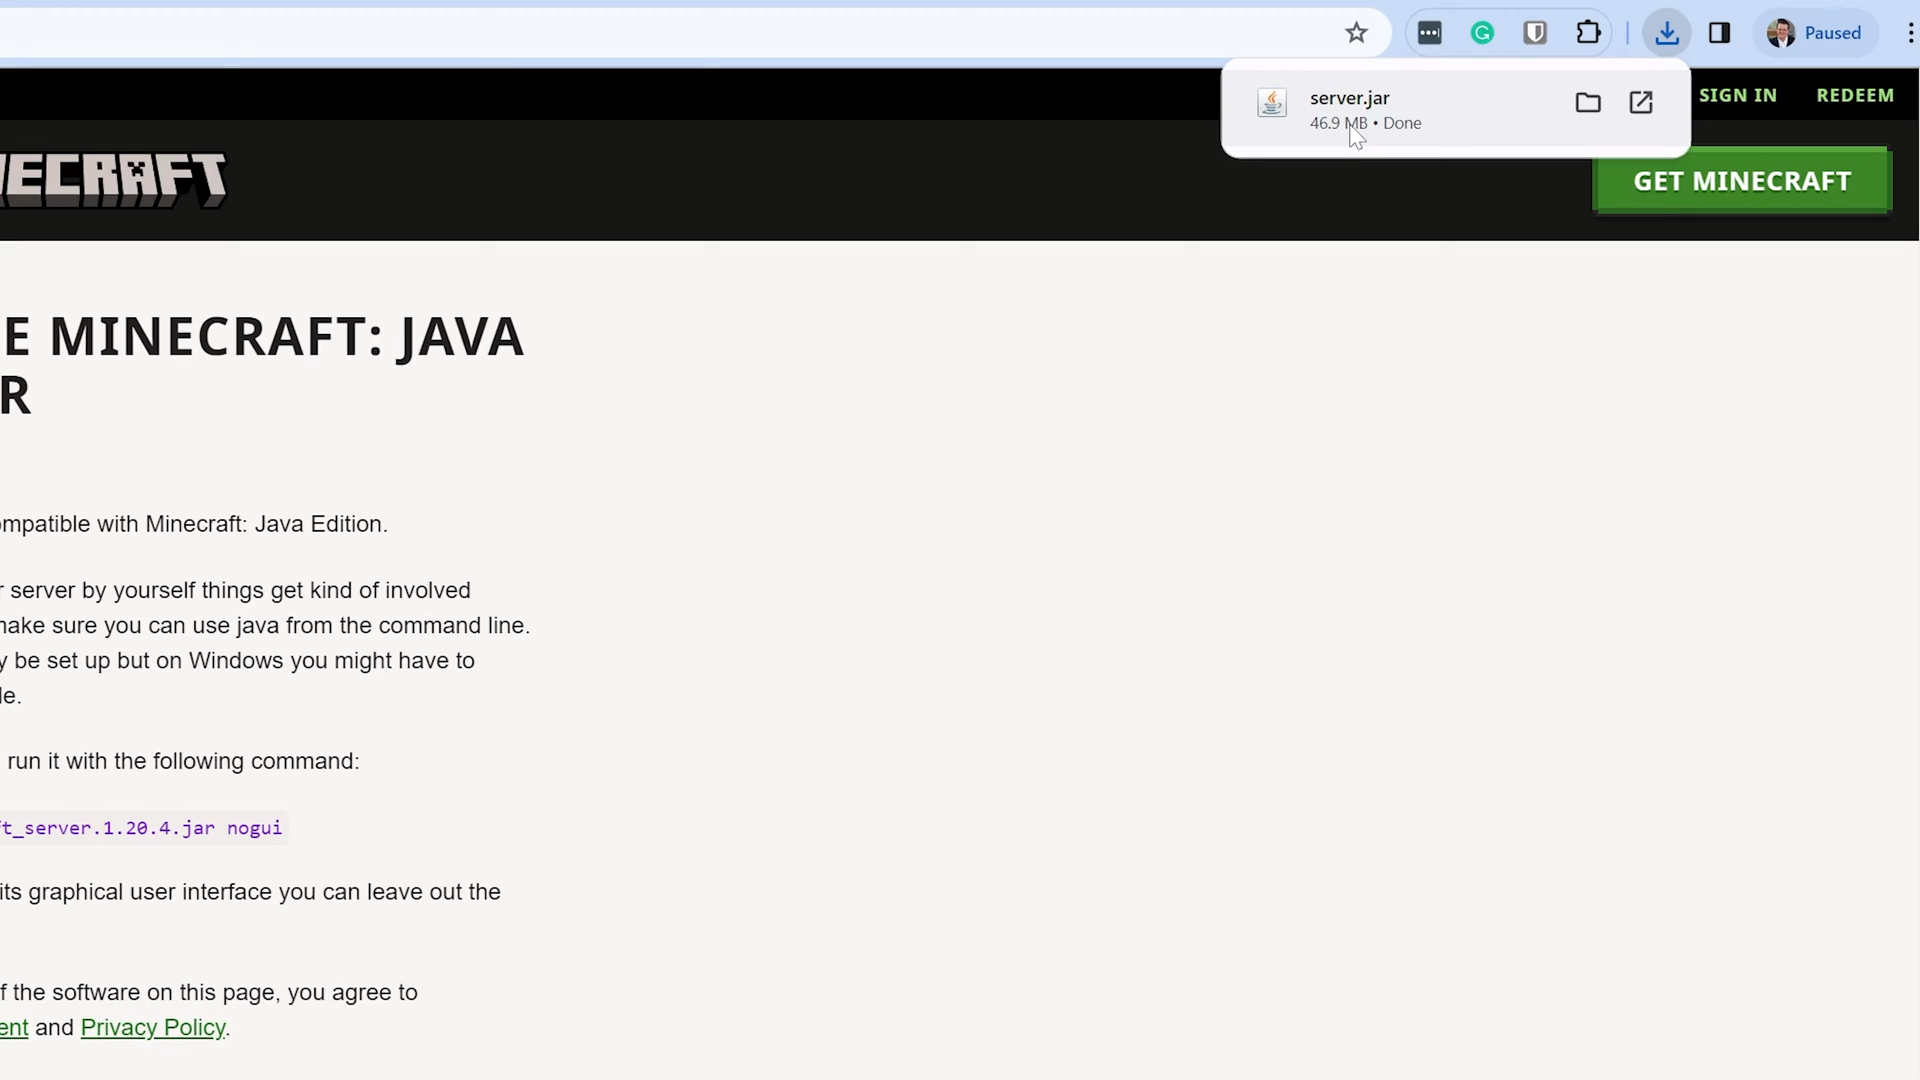 Paused
server.jar
46.9 MB • Done
SIGN IN
REDEEM
GET MINECRAFT
E MINECRAFT: JAVA
R
ompatible with Minecraft: Java Edition.
r server by yourself things get kind of involved
make sure you can use java from the command line.
y be set up but on Windows you might have to
le.
run it with the following command:
ft_server.1.20.4.jar nogui
its graphical user interface you can leave out the
f the software on this page, you agree to
ent and Privacy Policy.